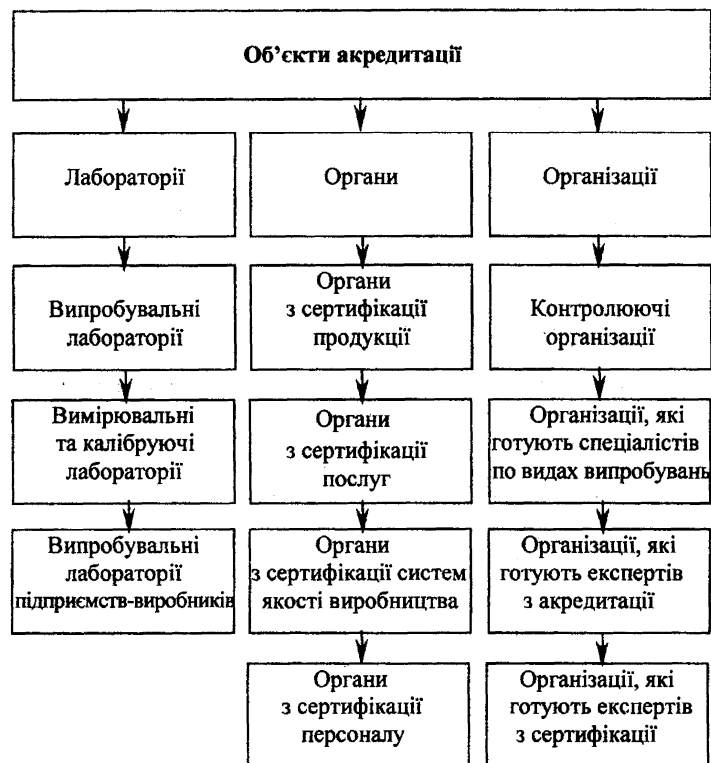 Об’єкти акредитації
Лабораторії
Органи
Організації
Випробувальні
лабораторії
Органи
з сертифікації
продукції
Контролюючі
організації
Вимірювальні
та калібруючі
лабораторії
Органи
з сертифікації
послуг
Організації, які
готують спеціалістів
по видах випробувань
Випробувальні
лабораторії
підприємств-виробників
Органи
з сертифікації систем
якості виробництва
Організації, які
готують експертів
з акредитації
Органи
з сертифікації
персоналу
Організації, які
готують експертів
з сертифікації